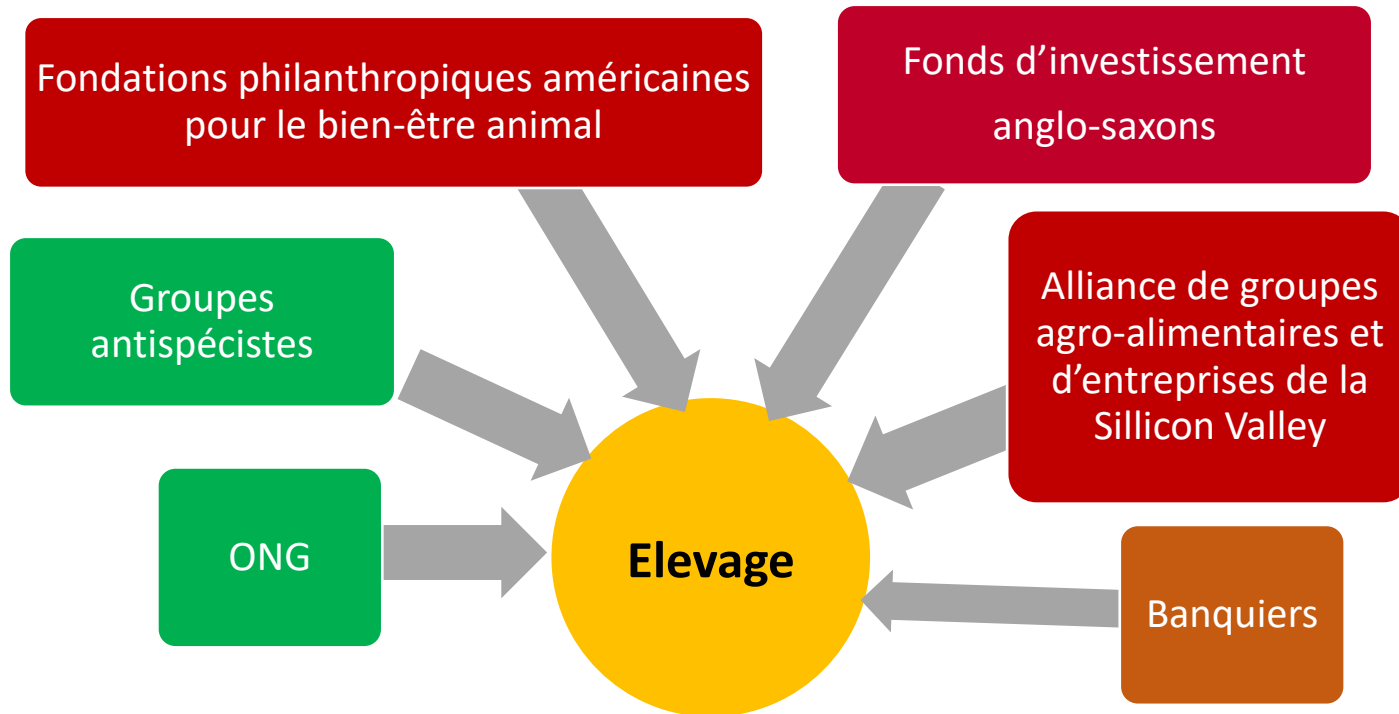 Fondations philanthropiques américaines
pour le bien-être animal
Fonds d’investissement
anglo-saxons
Groupes
antispécistes
Alliance de groupes
agro-alimentaires et
d’entreprises de la
Sillicon Valley
ONG
Elevage
Banquiers